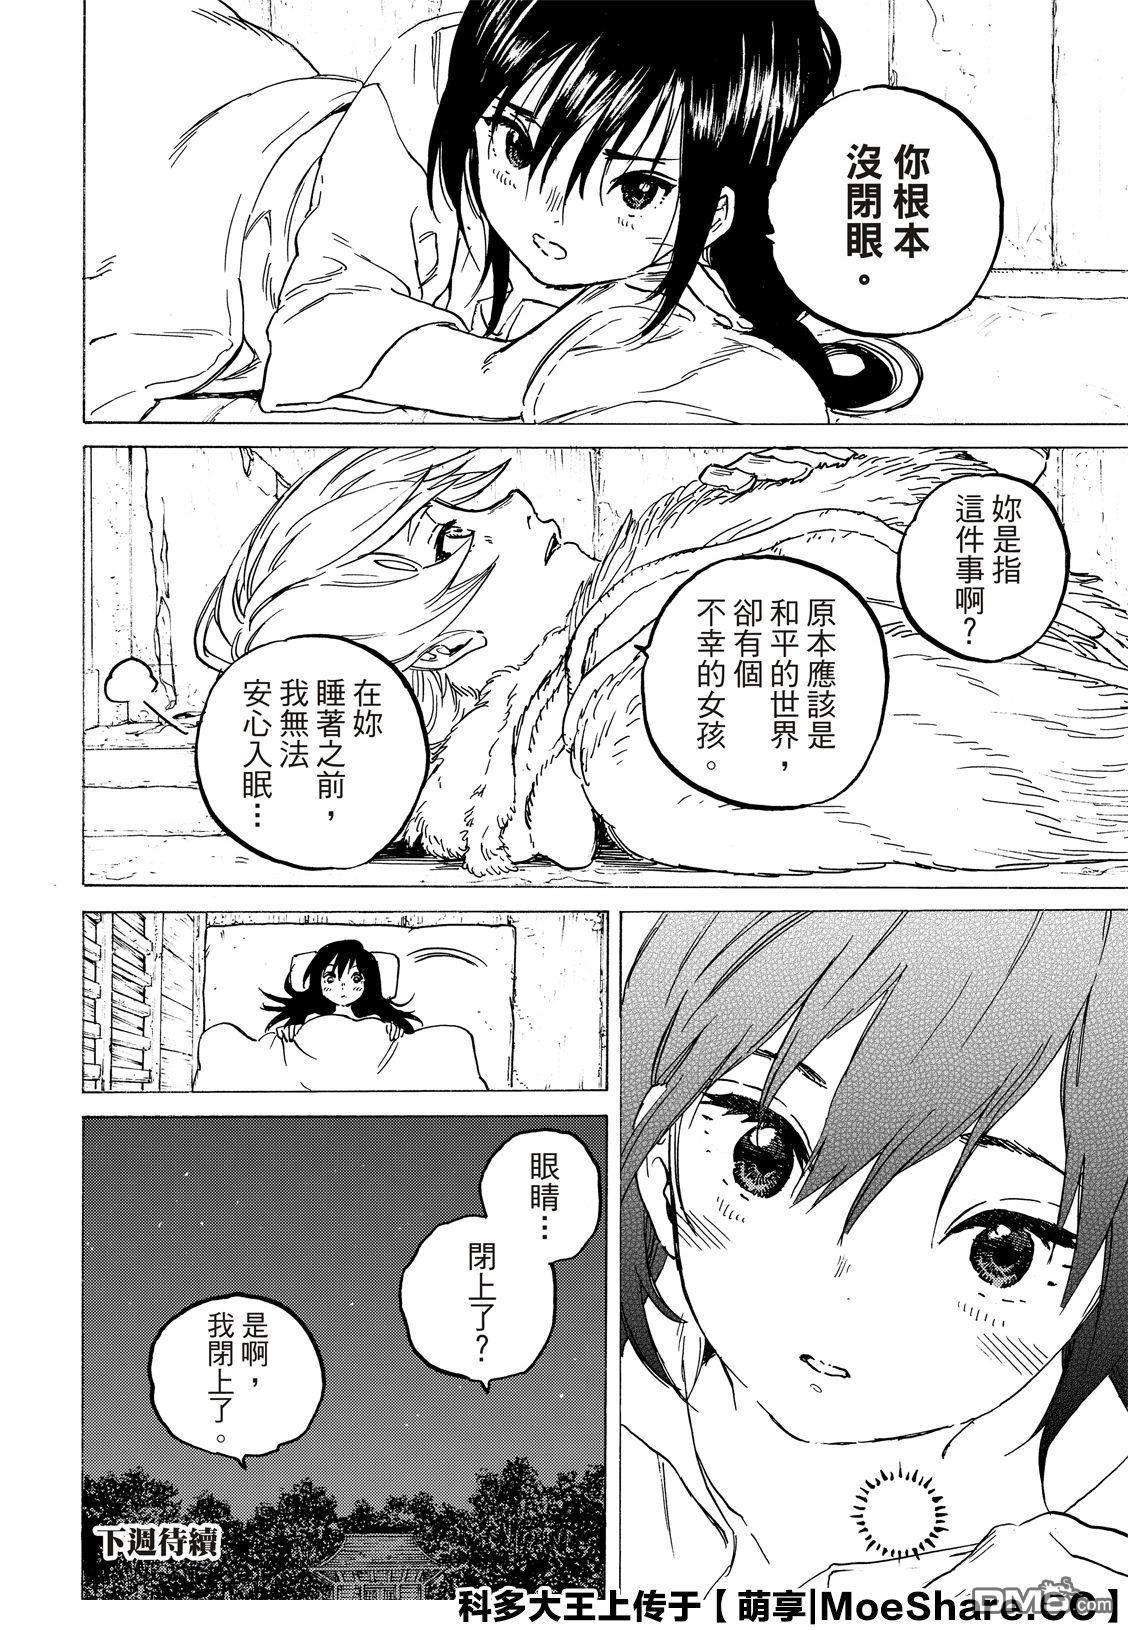 你根本
沒閉眼。
妳是指
這件事啊?
原本應該是
和平的世界,
卻有個
不幸的女孩。
在妳
睡著之前,
我無法
安心入眠…
眼睛…
閉上了?
是啊,
我閉上了。
下週待續
科多大王上传于【萌享|MoeShare.CC】